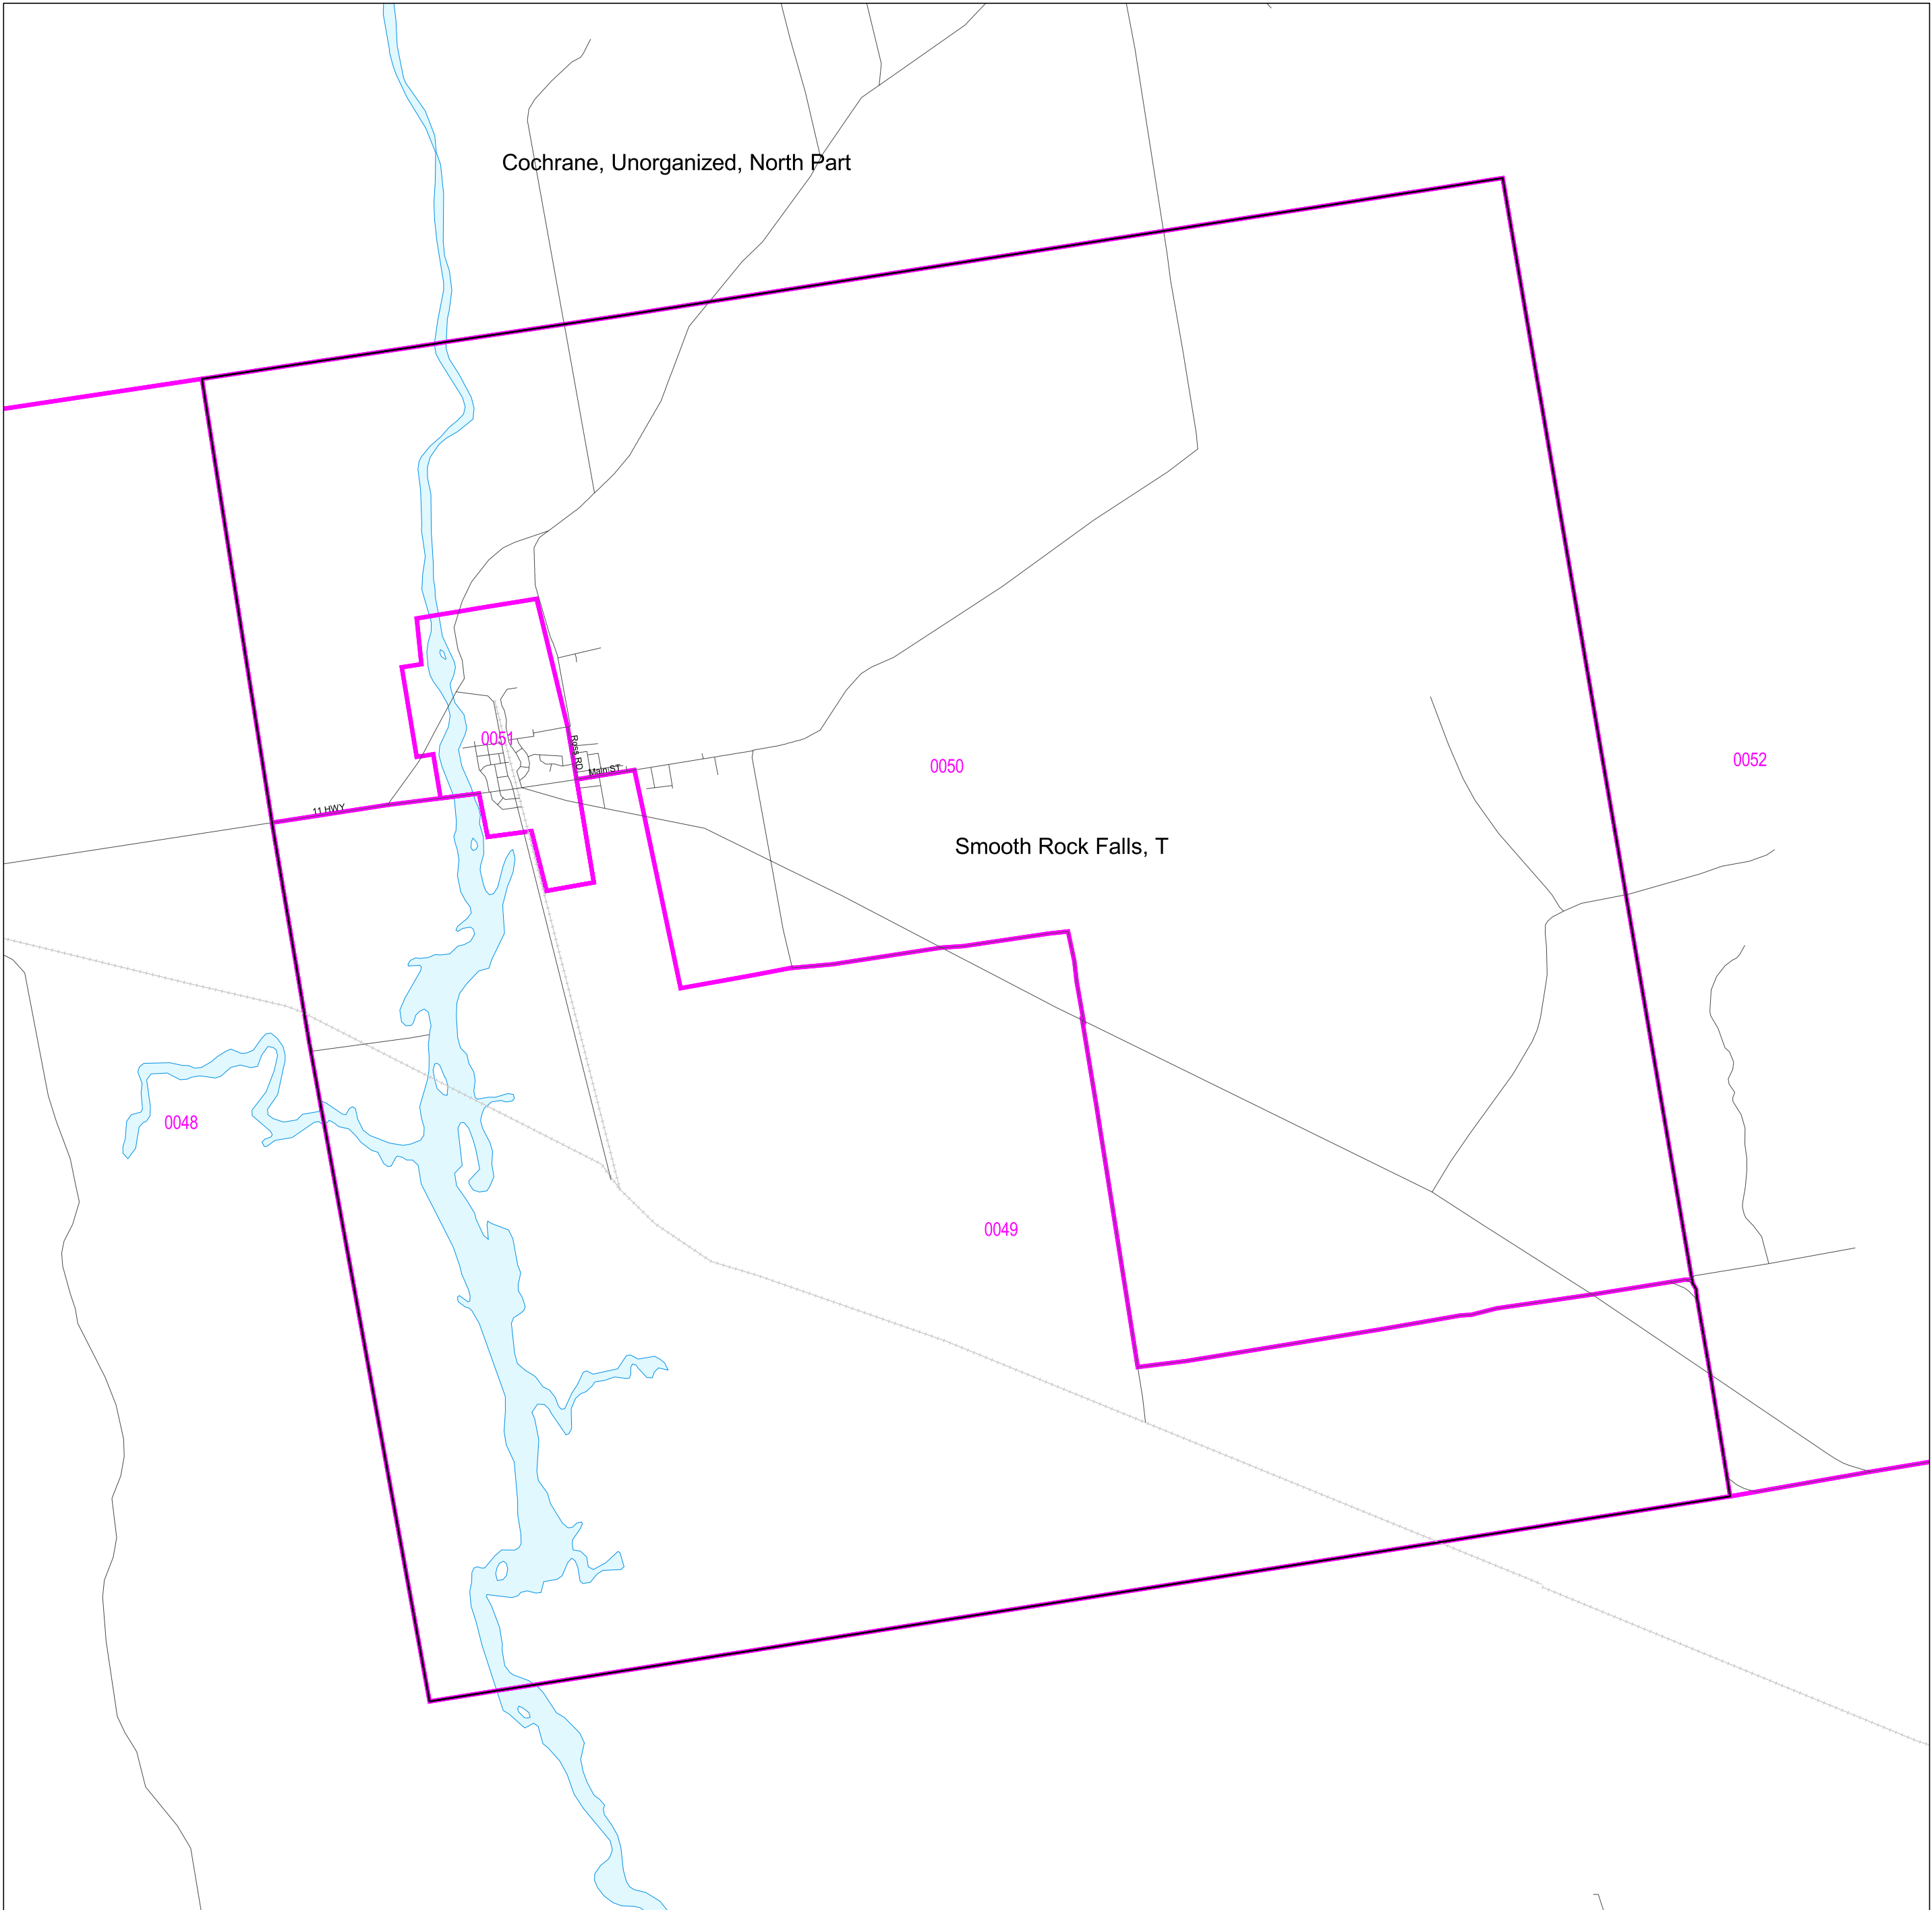 Cochrane, Unorganized, North Part
0051
Ross RD
Main ST
0050
0052
11 HWY
Smooth Rock Falls, T
0048
0049